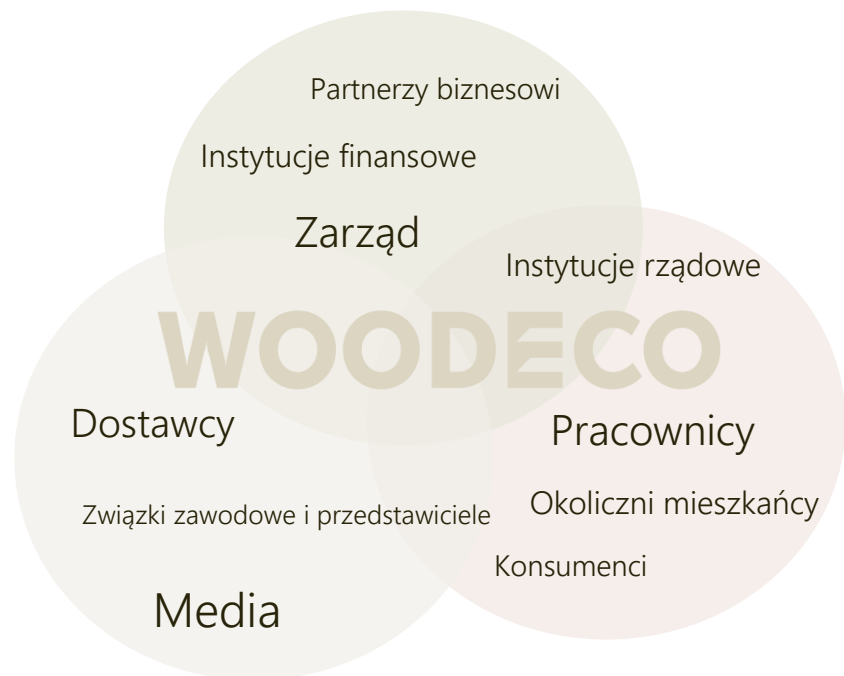 Partnerzy biznesowi
Instytucje finansowe
Zarząd
Instytucje rządowe
WOODECO
Dostawcy
Pracownicy
Okoliczni mieszkańcy
Związki zawodowe i przedstawiciele
Konsumenci
Media